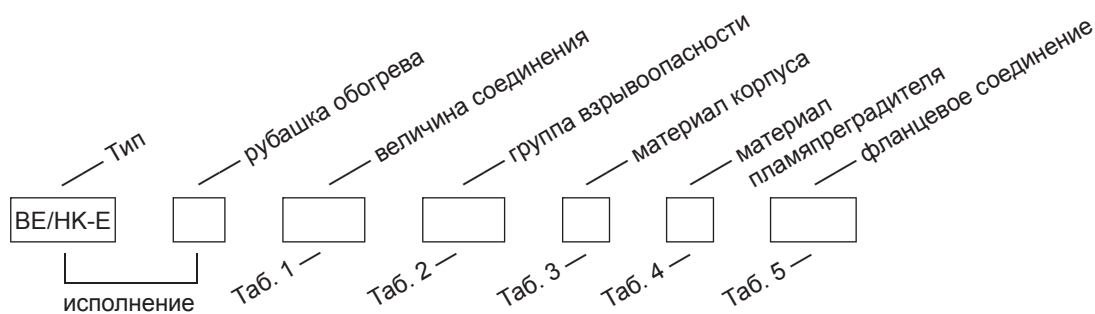 Тип
рубашка обогрева
величина соединения
группа взрывоопасности
материал корпуса
материал
пламяпреградителя
фланцевое соединение
BE/HK-E
исполнение
Таб. 1
Таб. 2
Таб. 3
Таб. 4
Таб. 5